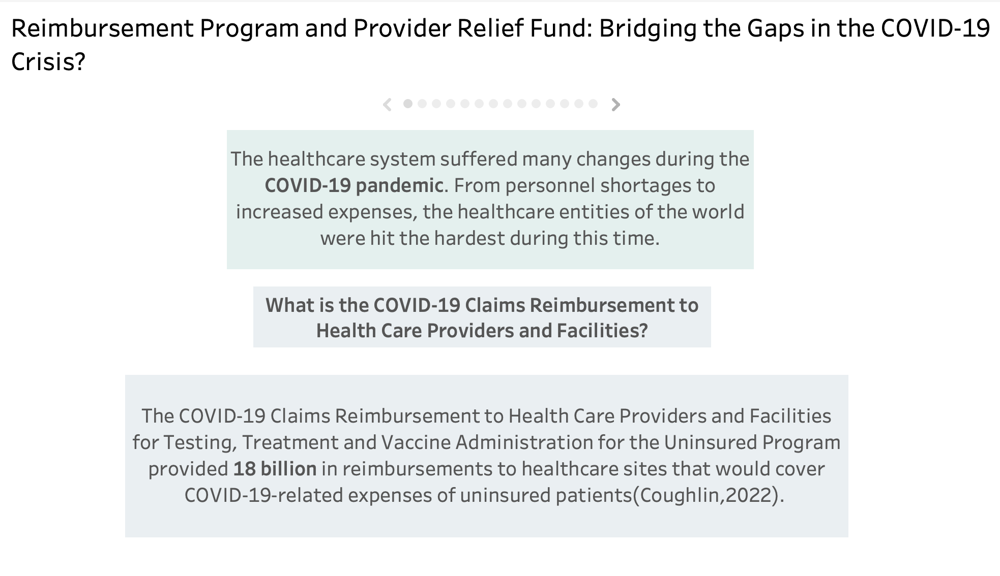 Reimbursement Program and Provider Relief Fund: Bridging the Gaps in the COVID-19
Crisis?
The healthcare system suffered many changes during the
COVID-19 pandemic. From personnel shortages to
increased expenses, the healthcare entities of the world
were hit the hardest during this time.
What is the COVID-19 Claims Reimbursement to
Health Care Providers and Facilities?
The COVID-19 Claims Reimbursement to Health Care Providers and Facilities
for Testing, Treatment and Vaccine Administration for the Uninsured Program
provided 18 billion in reimbursements to healthcare sites that would cover
COVID-19-related expenses of uninsured patients(Coughlin,2022).